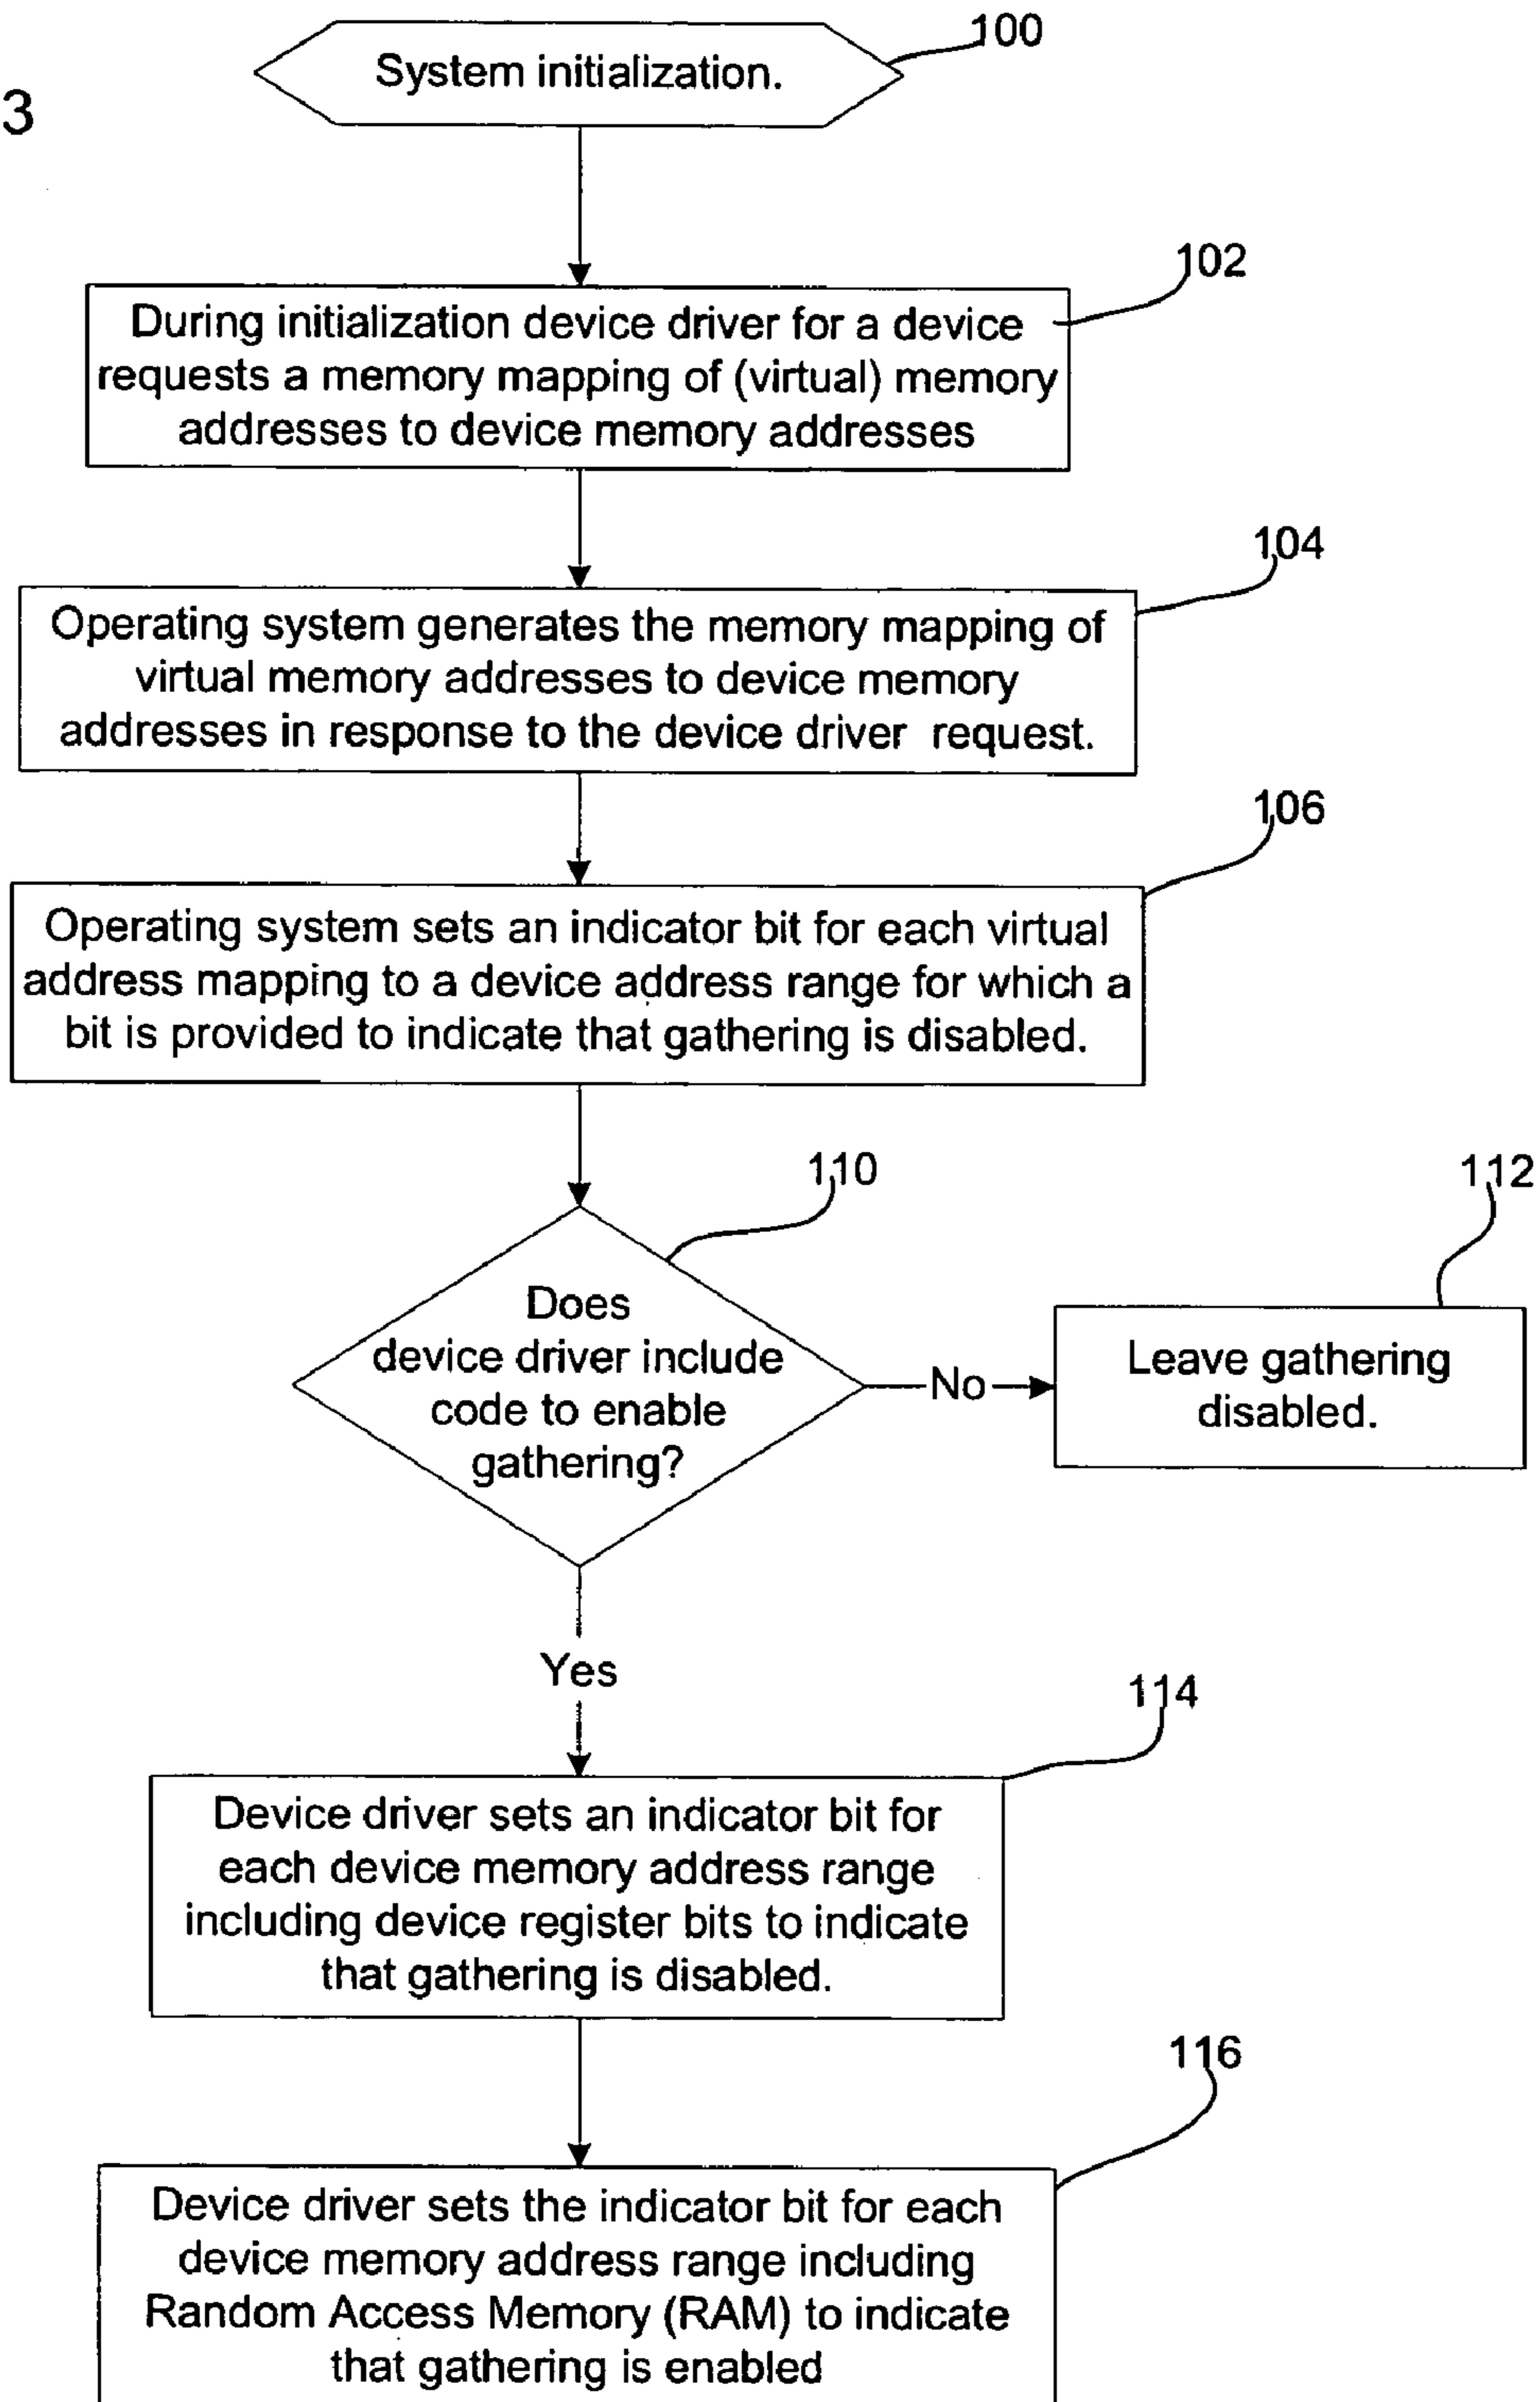 100
System initialization.
3
102
During initialization device driver for a device
requests a memory mapping of (virtual) memory
addresses to device memory addresses
104
Operating system generates the memory mapping of
virtual memory addresses to device memory
addresses in response to the device driver request.
106
Operating system sets an indicator bit for each virtual
address mapping to a device address range for which a
bit is provided to indicate that gathering is disabled.
110
112
Does
device driver include
code to enable
gathering?
No
Leave gathering
disabled.
Yes
114
Device driver sets an indicator bit for
each device memory address range
including device register bits to indicate
that gathering is disabled.
116
Device driver sets the indicator bit for each
device memory address range including
Random Access Memory (RAM) to indicate
that gathering is enabled